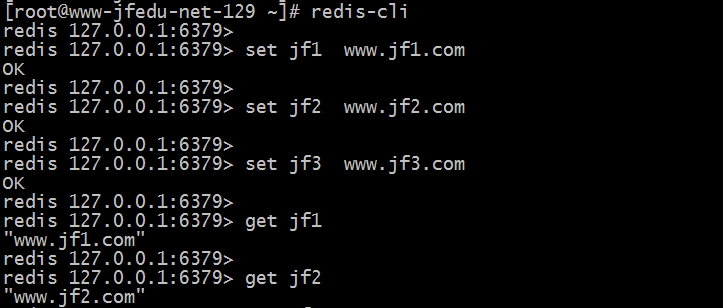 [root@www-jfedu-net-129 ~]# redis-cli
redis 127.0.0.1:6379>
redis 127.0.0.1:6379> set jf1  www.jf1.com
OK
redis 127.0.0.1:6379>
redis 127.0.0.1:6379> set jf2  www.jf2.com
OK
redis 127.0.0.1:6379>
redis 127.0.0.1:6379> set jf3  www.jf3.com
OK
redis 127.0.0.1:6379>
redis 127.0.0.1:6379> get jf1
"www.jf1.com"
redis 127.0.0.1:6379>
redis 127.0.0.1:6379> get jf2
"www.jf2.com"